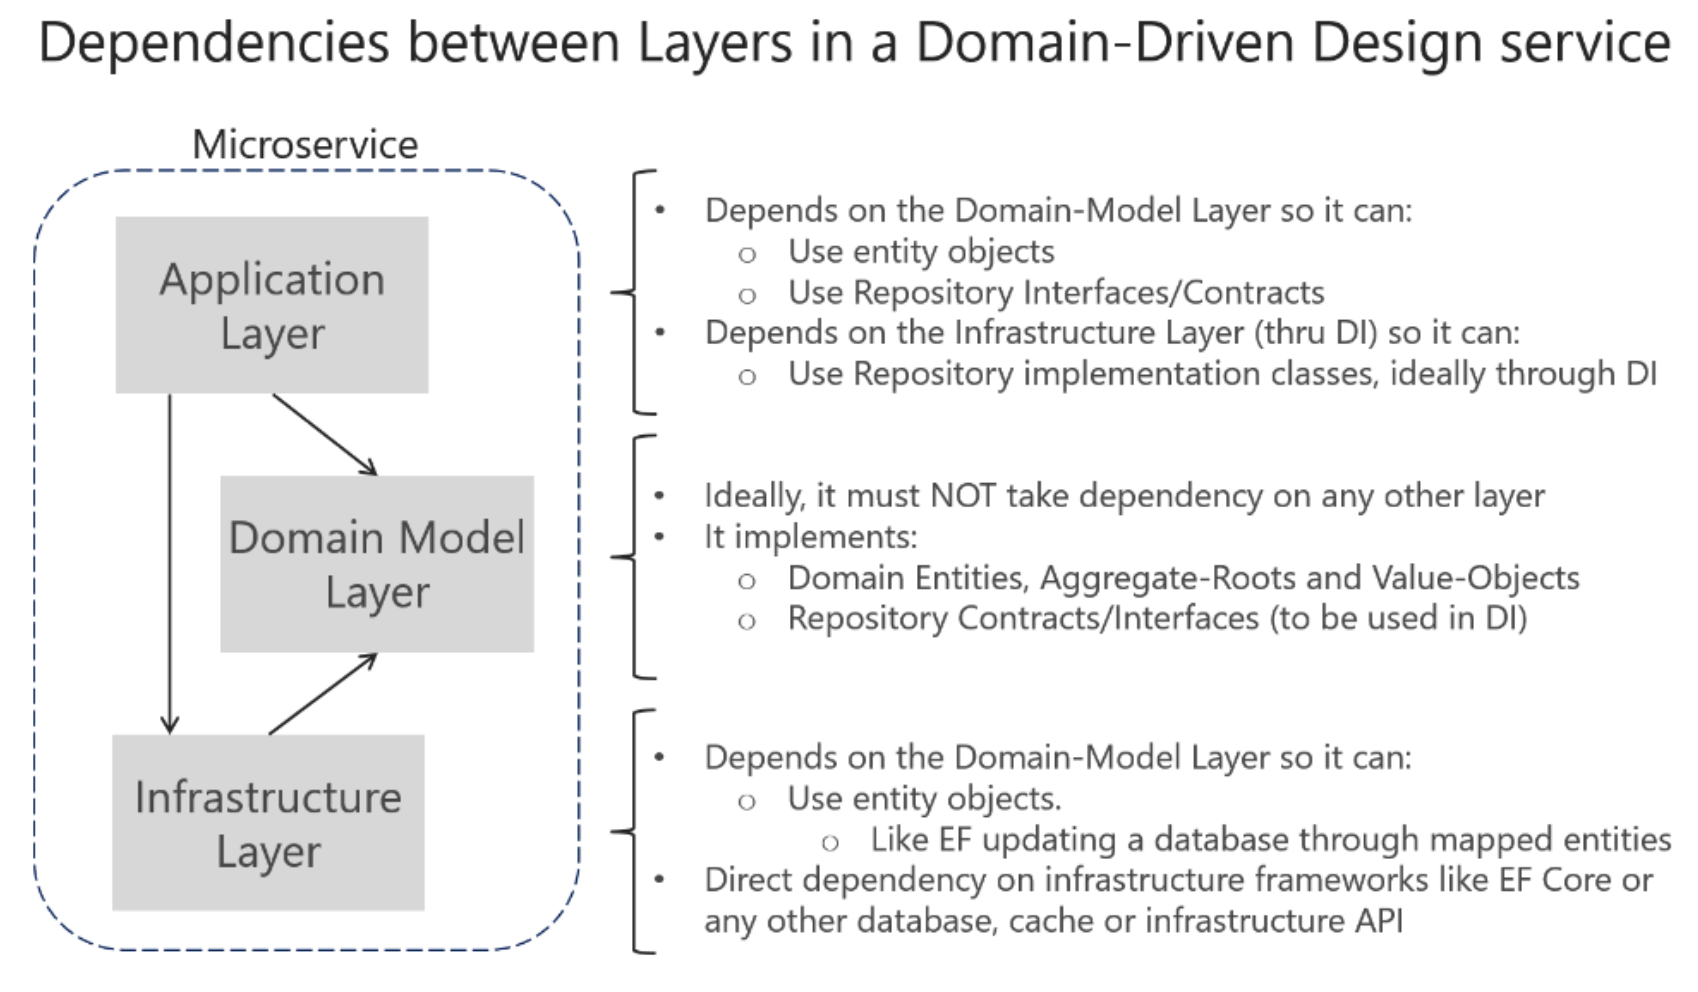 Dependencies between Layers in a Domain-Driven Design service
Microservice
Application
Layer
• Depends on the Domain-Model Layer so it can:
o Use entity objects
o Use Repository Interfaces/Contracts
• Depends on the Infrastructure Layer (thru DI) so it can:
o Use Repository implementation classes, ideally through DI
Domain Model
Layer
• Ideally, it must NOT take dependency on any other layer
• It implements:
o Domain Entities, Aggregate-Roots and Value-Objects
o Repository Contracts/Interfaces (to be used in DI)
Infrastructure
Layer
• Depends on the Domain-Model Layer so it can:
o Use entity objects.
o Like EF updating a database through mapped entities
• Direct dependency on infrastructure frameworks like EF Core or
any other database, cache or infrastructure API